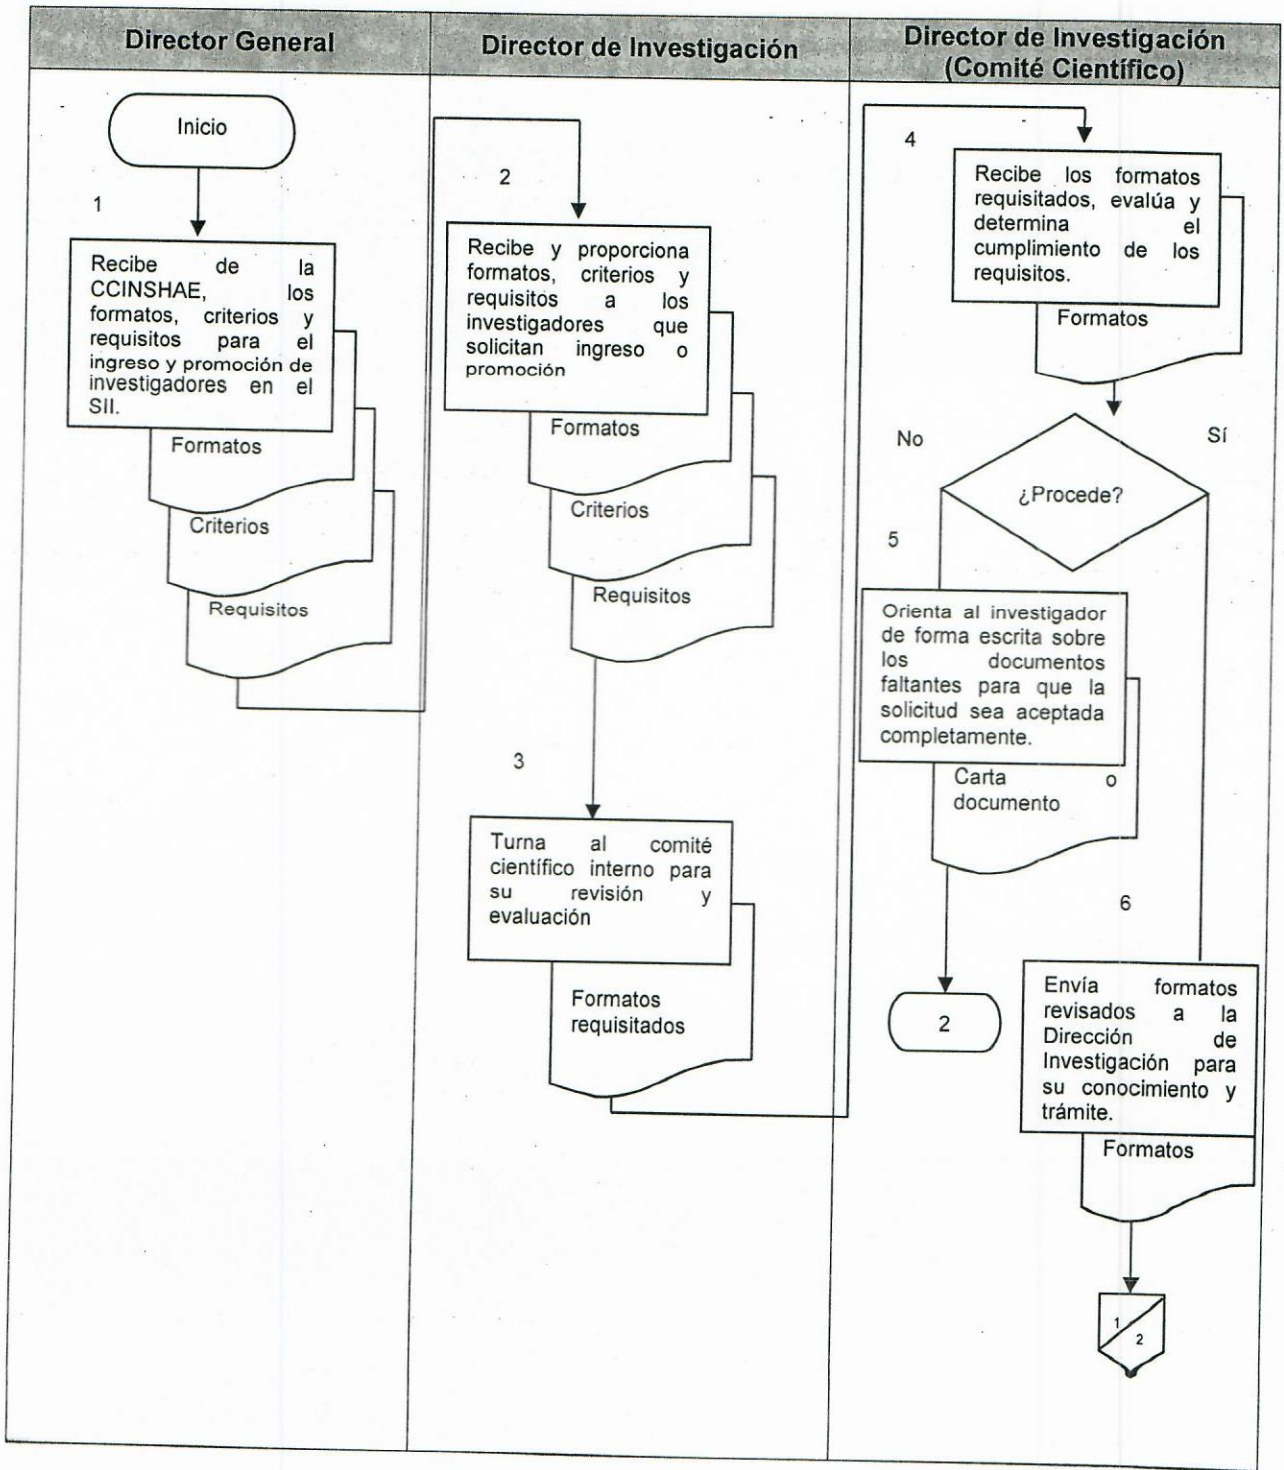 Director General
Director de Investigación
Director de Investigación
(Comité Científico)
Inicio
1
Recibe de la
CCINSHAE, los
formatos, criterios y
requisitos para el
ingreso y promoción de
investigadores en el
SII.
Formatos
Criterios
Requisitos
2
Recibe y proporciona
formatos, criterios y
requisitos a los
investigadores que
solicitan ingreso o
promoción
Formatos
Criterios
Requisitos
3
Turna al comité
científico interno para
su revisión y
evaluación
Formatos
requisitados
4
Recibe los formatos
requisitados, evalúa y
determina el
cumplimiento de los
requisitos.
Formatos
No
Sí
¿Procede?
5
Orienta al investigador
de forma escrita sobre
los documentos
faltantes para que la
solicitud sea aceptada
completamente.
Carta o
documento
2
6
Envía formatos
revisados a la
Dirección de
Investigación para
su conocimiento y
trámite.
Formatos
1
2